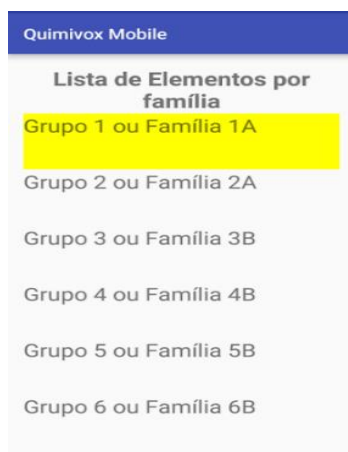 Quimivox Mobile
Lista de Elementos por
família
Grupo 1 ou Família 1A
Grupo 2 ou Família 2A
Grupo 3 ou Família 3B
Grupo 4 ou Família 4B
Grupo 5 ou Família 5B
Grupo 6 ou Família 6B